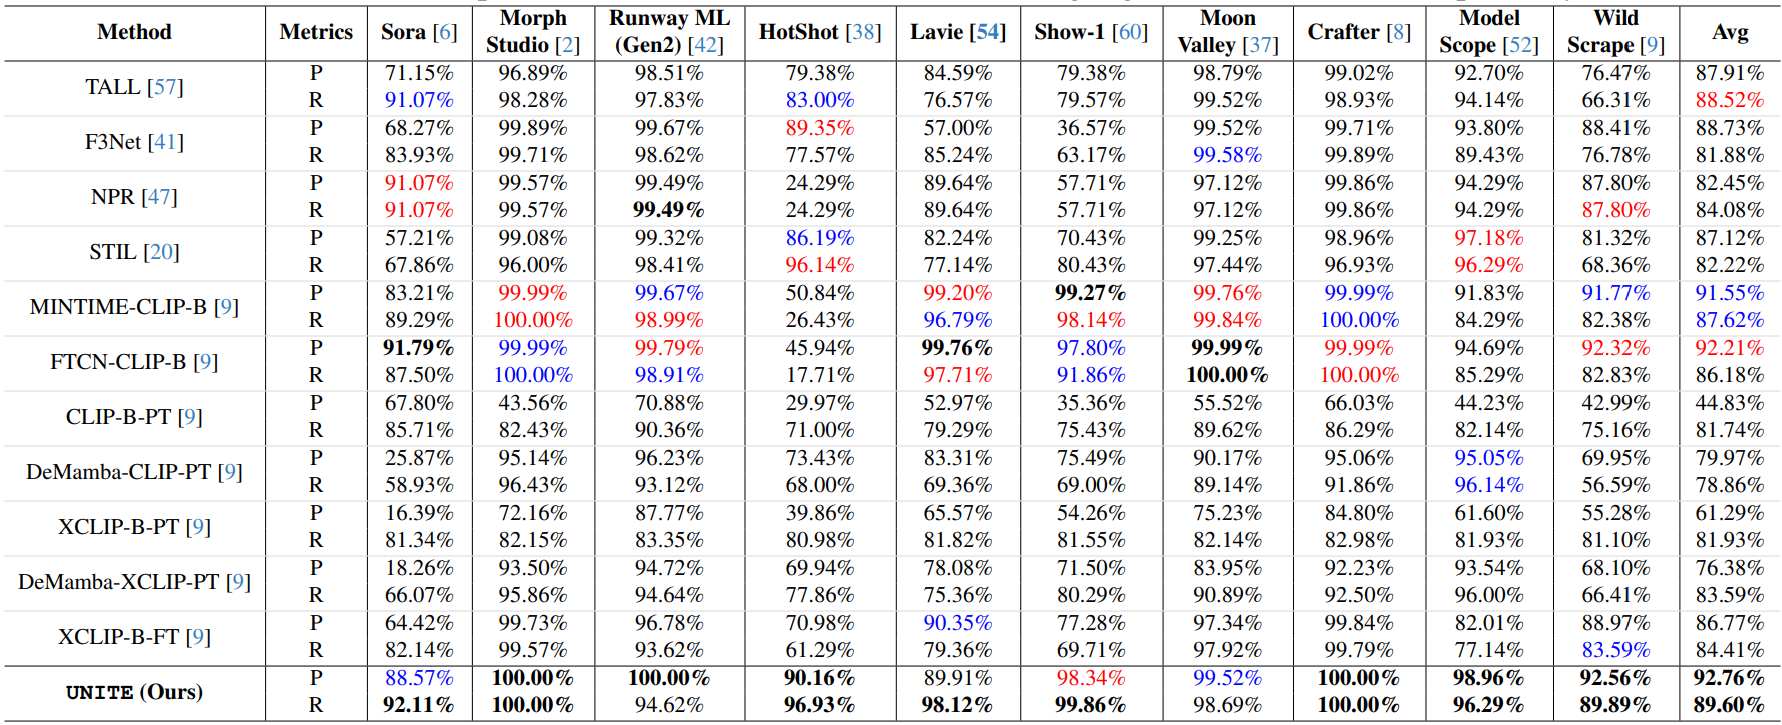 Method Metrics Sora [6] Morph Studio [2] Runway ML (Gen2) [42] HotShot [38] Lavie [54] Show-1 [60] Moon Valley [37] Crafter [8] Model Scope [52] Wild Scrape [9] Avg
TALL [57] P 71.15% 96.89% 98.51% 79.38% 84.59% 79.38% 98.79% 99.02% 92.70% 76.47% 87.91%
R 91.07% 98.28% 97.83% 83.00% 76.57% 79.57% 99.52% 98.93% 94.14% 66.31% 88.52%
F3Net [41] P 68.27% 99.89% 99.67% 89.35% 57.00% 36.57% 99.52% 99.71% 93.80% 88.41% 88.73%
R 83.93% 99.71% 98.62% 77.57% 85.24% 63.17% 99.58% 99.89% 89.43% 76.78% 81.88%
NPR [47] P 91.07% 99.57% 99.49% 24.29% 89.64% 57.71% 97.12% 99.86% 94.29% 87.80% 82.45%
R 91.07% 99.57% 99.49% 24.29% 89.64% 57.71% 97.12% 99.86% 94.29% 87.80% 84.08%
STIL [20] P 57.21% 99.08% 99.32% 86.19% 82.24% 70.43% 99.25% 98.96% 97.18% 81.32% 87.12%
R 67.86% 96.00% 98.41% 96.14% 77.14% 80.43% 97.44% 96.93% 96.29% 68.36% 82.22%
MINTIME-CLIP-B [9] P 83.21% 99.99% 99.67% 50.84% 99.20% 99.27% 99.76% 99.99% 91.83% 91.77% 91.55%
R 89.29% 100.00% 98.99% 26.43% 96.79% 98.14% 99.84% 100.00% 84.29% 82.38% 87.62%
FTCN-CLIP-B [9] P 91.79% 99.99% 99.79% 45.94% 99.76% 97.80% 99.99% 99.99% 94.69% 92.32% 92.21%
R 87.50% 100.00% 98.91% 17.71% 97.71% 91.86% 100.00% 100.00% 85.29% 82.83% 86.18%
CLIP-B-PT [9] P 67.80% 43.56% 70.88% 29.97% 52.97% 35.36% 55.52% 66.03% 44.23% 42.99% 44.83%
R 85.71% 82.43% 90.36% 71.00% 79.29% 75.43% 89.62% 86.29% 82.14% 75.16% 81.74%
DeMamba-CLIP-PT [9] P 25.87% 95.14% 96.23% 73.43% 83.31% 75.49% 90.17% 95.06% 95.05% 69.95% 79.97%
R 58.93% 96.43% 93.12% 68.00% 69.36% 69.00% 89.14% 91.86% 96.14% 56.59% 78.86%
XCLIP-B-PT [9] P 16.39% 72.16% 87.77% 39.86% 65.57% 54.26% 75.23% 84.80% 61.60% 55.28% 61.29%
R 81.34% 82.15% 83.35% 80.98% 81.82% 81.55% 82.14% 82.98% 81.93% 81.10% 81.93%
DeMamba-XCLIP-PT [9] P 18.26% 93.50% 94.72% 69.94% 78.08% 71.50% 83.95% 92.23% 93.54% 68.10% 76.38%
R 66.07% 95.86% 94.64% 77.86% 75.36% 80.29% 90.89% 92.50% 96.00% 66.41% 83.59%
XCLIP-B-FT [9] P 64.42% 99.73% 96.78% 70.98% 90.35% 77.28% 97.34% 99.84% 82.01% 88.97% 86.77%
R 82.14% 99.57% 93.62% 61.29% 79.36% 69.71% 97.92% 99.79% 77.14% 83.59% 84.41%
UNITE (Ours) P 88.57% 100.00% 100.00% 90.16% 89.91% 98.34% 99.52% 100.00% 98.96% 92.56% 92.76%
R 92.11% 100.00% 94.62% 96.93% 98.12% 99.86% 98.69% 100.00% 96.29% 89.89% 89.60%